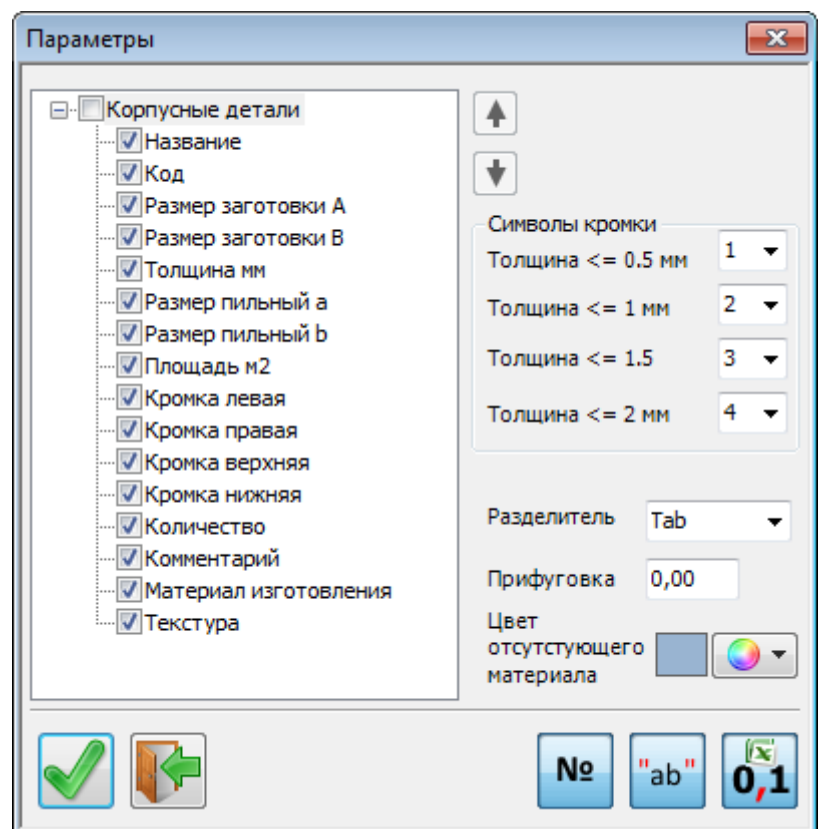 Параметры
Корпусные детали
Название
Код
Размер заготовки A
Размер заготовки B
Толщина мм
Размер пильный a
Размер пильный b
Площадь м2
Кромка левая
Кромка правая
Кромка верхняя
Кромка нижняя
Количество
Комментарий
Материал изготовления
Текстура
Символы кромки
Толщина <= 0.5 мм 1
Толщина <= 1 мм 2
Толщина <= 1.5 3
Толщина <= 2 мм 4
Разделитель Tab
Прифуговка 0,00
Цвет
отсутстующего
материала
№ "ab" 0,1